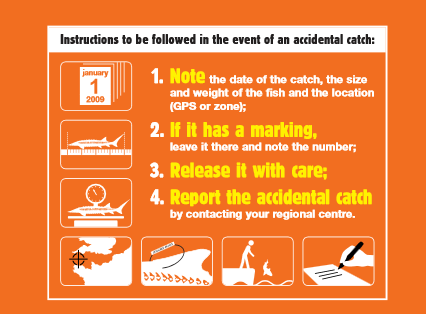 Instructions to be followed in the event of an accidental catch:
january
1
2009
1. Note the date of the catch, the size
and weight of the fish and the location
(GPS or zone);
2. If it has a marking,
leave it there and note the number;
3. Release it with care;
4. Report the accidental catch
by contacting your regional centre.